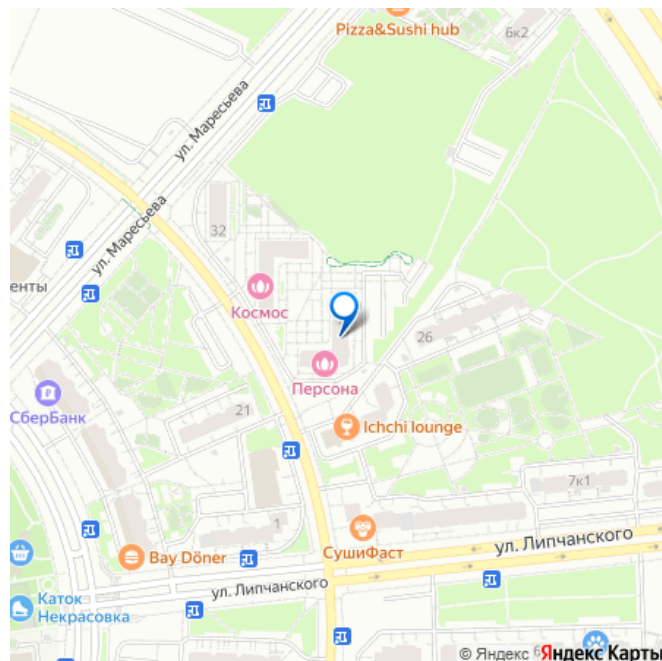 Pizza&Sushi hub
6к2
ул. Маресьева
ул. Маресьева
32
енты
Космос
26
Персона
СберБанк
21
Ichchi lounge
7к1
1
СушиФаст
ул. Липчанского
Bay Döner
ул. Липчанского
Каток
Некрасовка
© Яндекс
6
Яндекс Карты